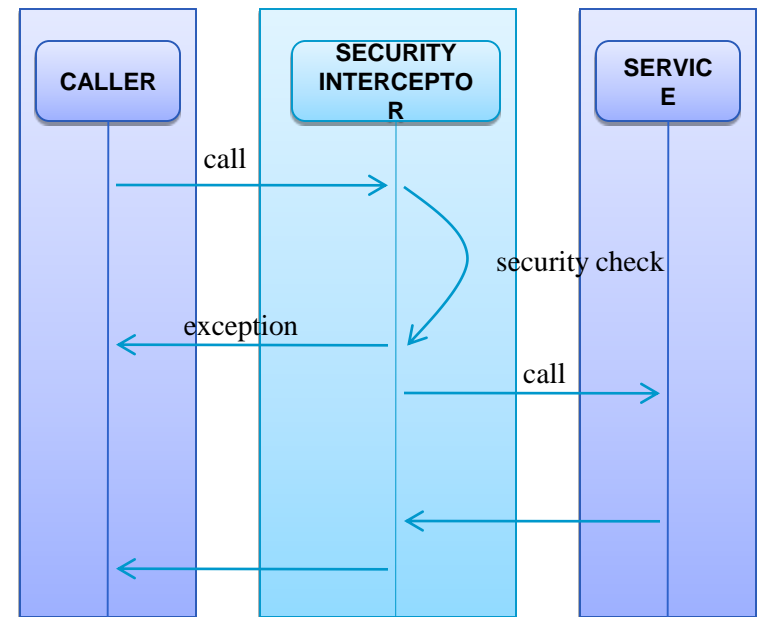 CALLER
SECURITY
INTERCEPTO
R
SERVIC
E
call
security check
exception
call